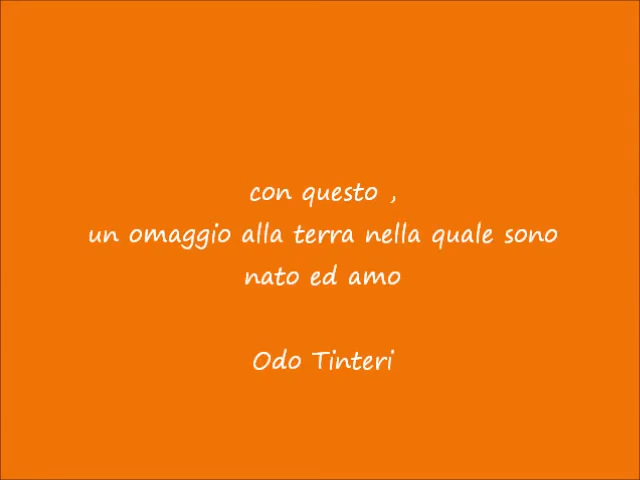 con questo ,
un omaggio alla terra nella quale sono
nato ed amo
Odo Tinteri